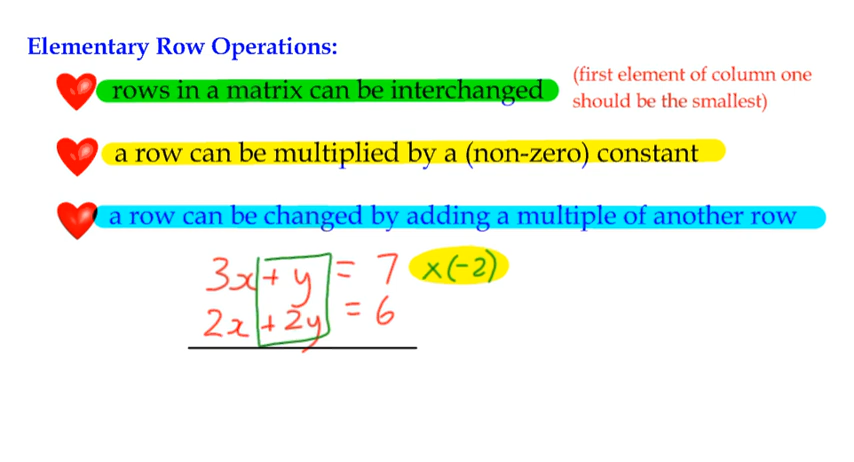 Elementary Row Operations:
rows in a matrix can be interchanged
(first element of column one
should be the smallest)
a row can be multiplied by a (non-zero) constant
a row can be changed by adding a multiple of another row
3x + y = 7 x(-2)
2x + 2y = 6